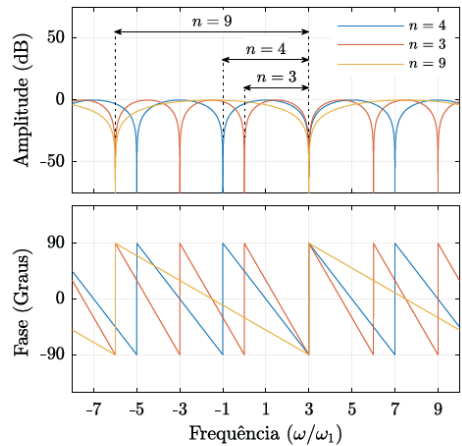 n = 9
n = 4
n = 3
n = 4
n = 3
n = 9
Amplitude (dB)
50
0
−50
Fase (Graus)
90
0
−90
−7 −5 −3 −1 1 3 5 7 9
Frequência (ω/ω₁)